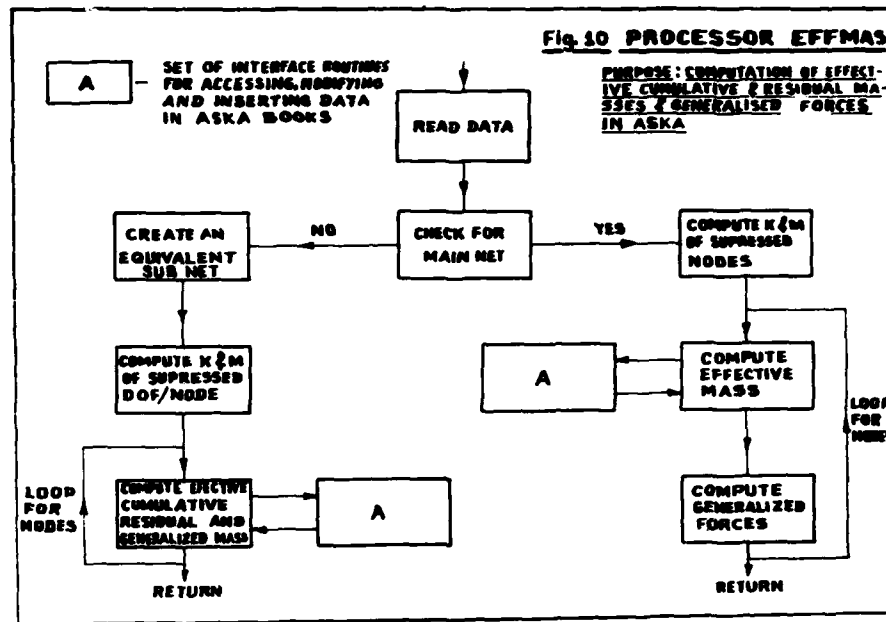 Fig. 10 PROCESSOR EFFMAS
PURPOSE: COMPUTATION OF EFFECT-
IVE CUMULATIVE & RESIDUAL MA-
SSES & GENERALISED FORCES
IN ASKA
A
SET OF INTERFACE ROUTINES
FOR ACCESSING, MODIFYING
AND INSERTING DATA
IN ASKA BOOKS
READ DATA
CHECK FOR
MAIN NET
NO
YES
CREATE AN
EQUIVALENT
SUB NET
COMPUTE K & M
OF SUPRESSED
NODES
COMPUTE K & M
OF SUPRESSED
DOF/NODE
A
COMPUTE
EFFECTIVE
MASS
LOOP
FOR
LOOP
FOR
NODES
COMPUTE EFECTIVE
CUMULATIVE
RESIDUAL AND
GENERALIZED MASS
A
COMPUTE
GENERALIZED
FORCES
RETURN
RETURN